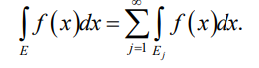 ∫_E f(x)dx = ∑_{j=1}^{∞} ∫_{E_j} f(x)dx.